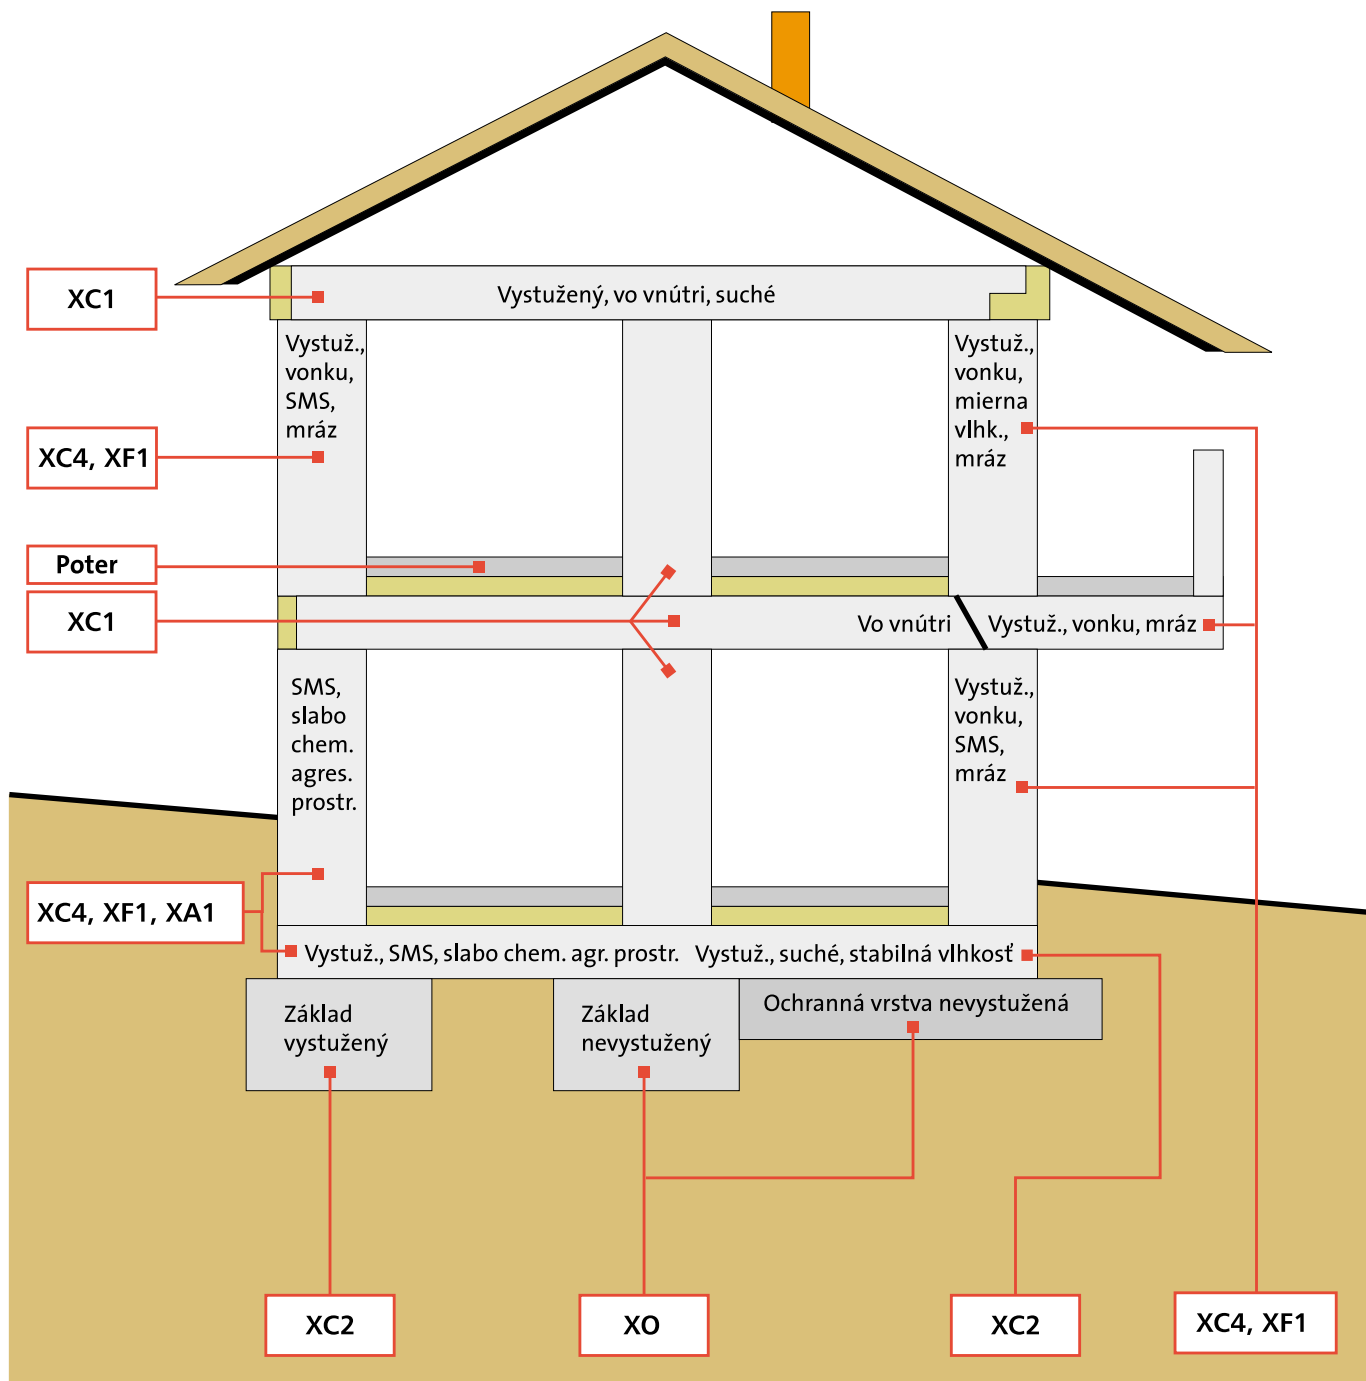 XC1
Vystužený, vo vnútri, suché
Vystuž.,
vonku,
SMS,
mráz
Vystuž.,
vonku,
mierna
vlhk.,
mráz
XC4, XF1
Poter
XC1
Vo vnútri
Vystuž., vonku, mráz
SMS,
slabo
chem.
agres.
prostr.
Vystuž.,
vonku,
SMS,
mráz
XC4, XF1, XA1
Vystuž., SMS, slabo chem. agr. prostr.
Vystuž., suché, stabilná vlhkosť
Základ
vystužený
Základ
nevystužený
Ochranná vrstva nevystužená
XC2
XO
XC2
XC4, XF1